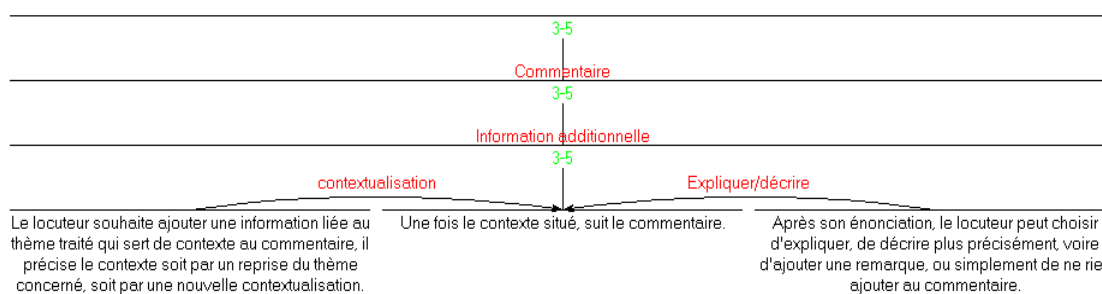 3-5
Commentaire
3-5
Information additionnelle
3-5
contextualisation
Expliquer/décrire
Le locuteur souhaite ajouter une information liée au
thème traité qui sert de contexte au commentaire, il
précise le contexte soit par un reprise du thème
concerné, soit par une nouvelle contextualisation.
Une fois le contexte situé, suit le commentaire.
Après son énonciation, le locuteur peut choisir
d'expliquer, de décrire plus précisément, voire
d'ajouter une remarque, ou simplement de ne rie
ajouter au commentaire.